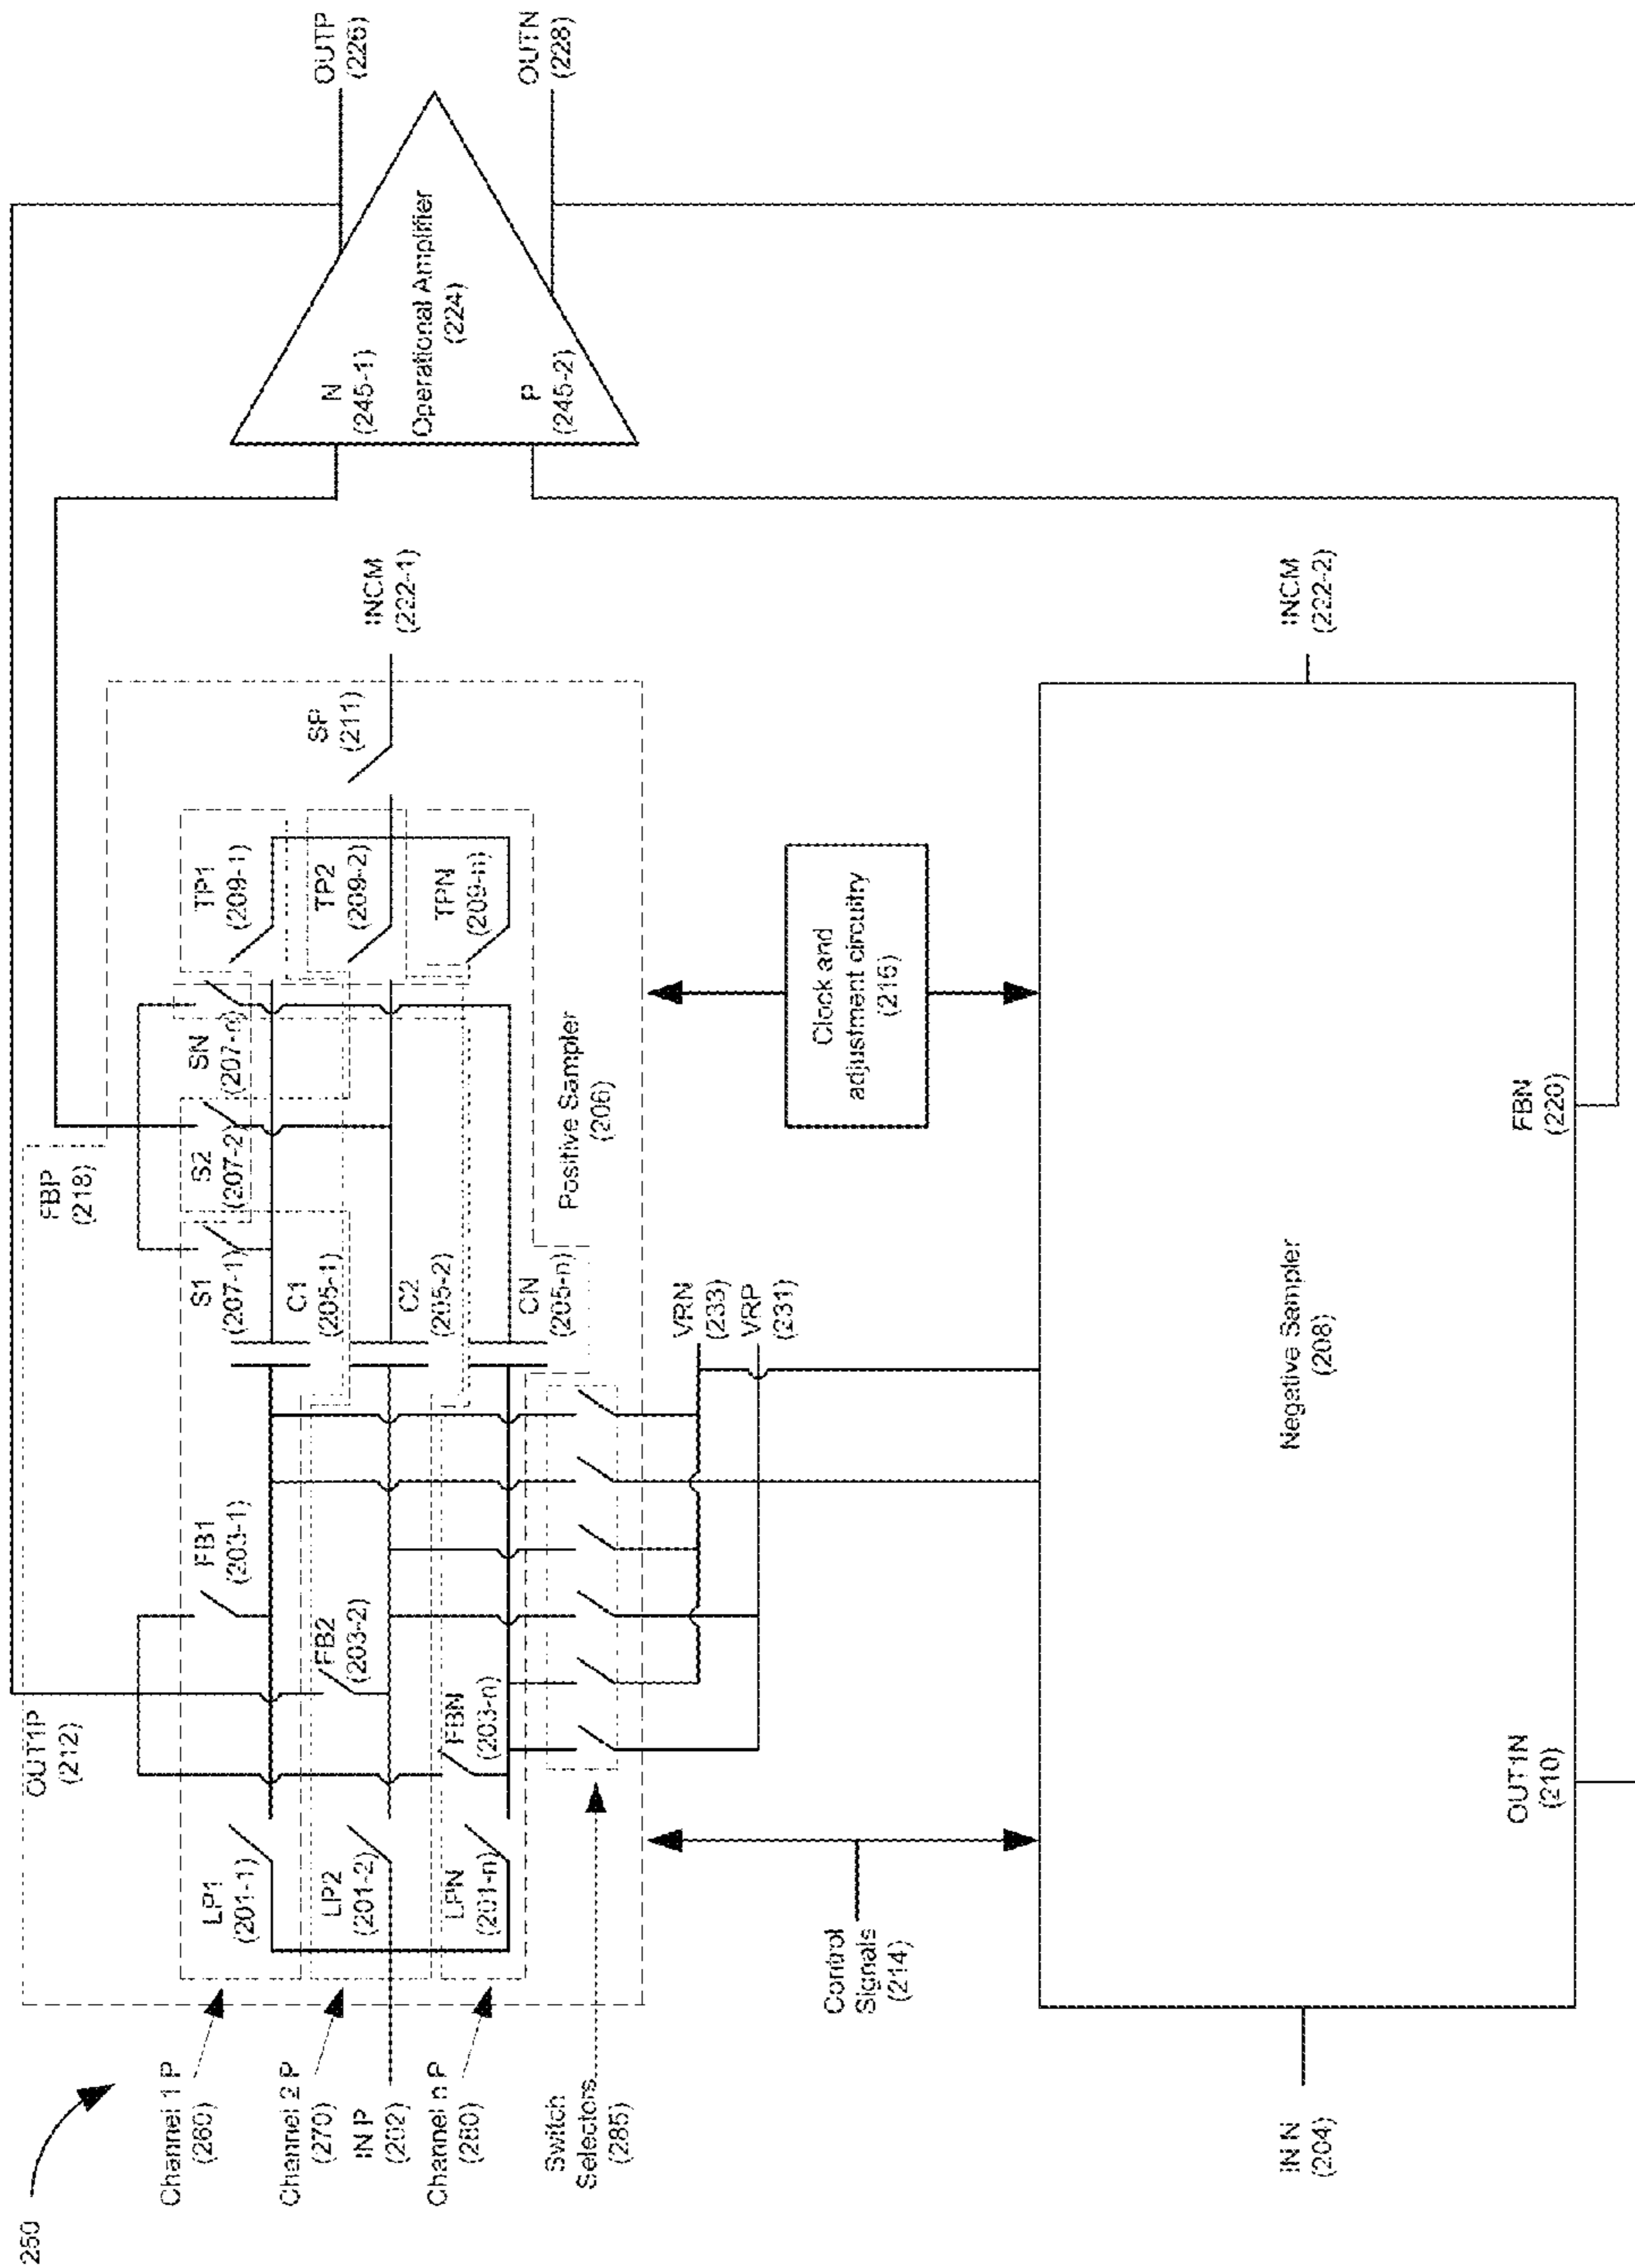 250
Channel 1 P
(260)
Channel 2 P
(270)
IN P
(202)
Channel n P
(280)
Switch
Selectors
(285)
OUT1P
(212)
LP1
(201-1)
LP2
(201-2)
LPN
(201-n)
FB1
(203-1)
FB2
(203-2)
FBN
(203-n)
FBP
(218)
S1
(207-1)
S2
(207-2)
SN
(207-n)
C1
(205-1)
C2
(205-2)
CN
(205-n)
TP1
(209-1)
TP2
(209-2)
TPN
(209-n)
SP
(211)
INCM
(222-1)
Positive Sampler
(206)
VRN
(233)
VRP
(231)
N
(245-1)
Operational Amplifier
(224)
P
(245-2)
OUTP
(226)
OUTN
(228)
Control
Signals
(214)
Clock and
adjustment circuitry
(216)
IN N
(204)
Negative Sampler
(208)
INCM
(222-2)
OUT1N
(210)
FBN
(220)